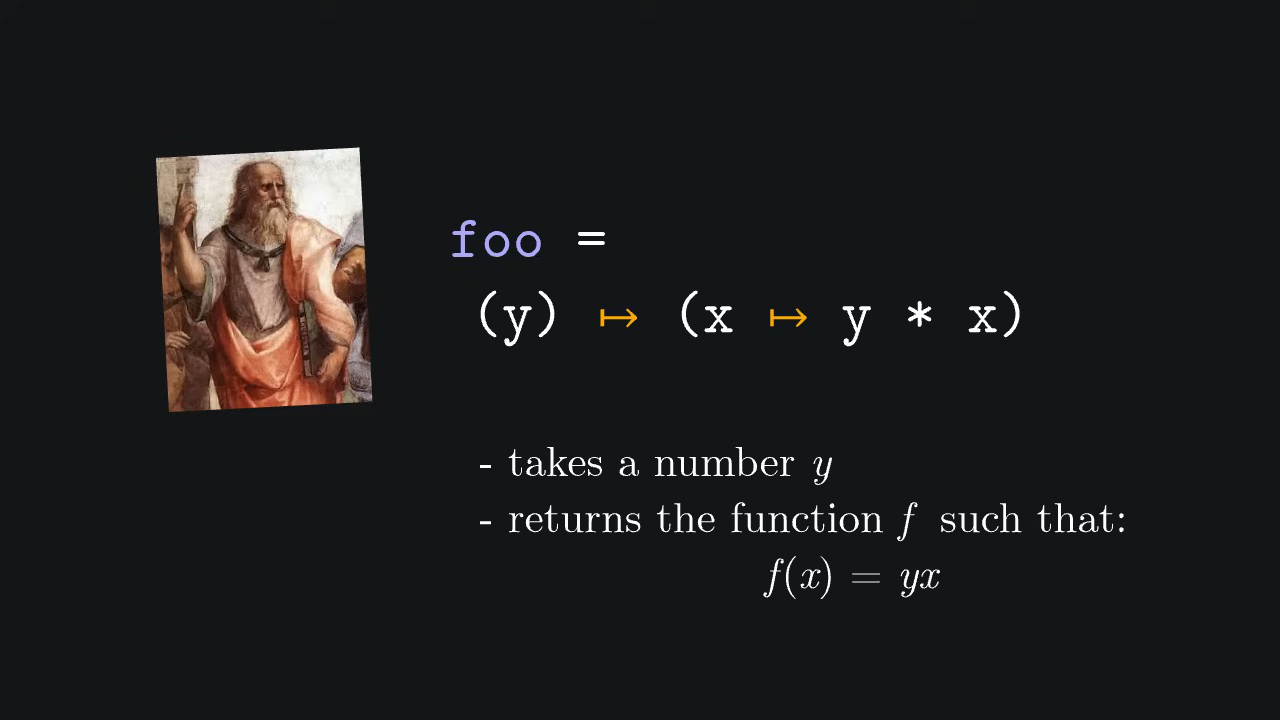 foo =
(y) ↦ (x ↦ y * x)
- takes a number y
- returns the function f such that:
f(x) = yx